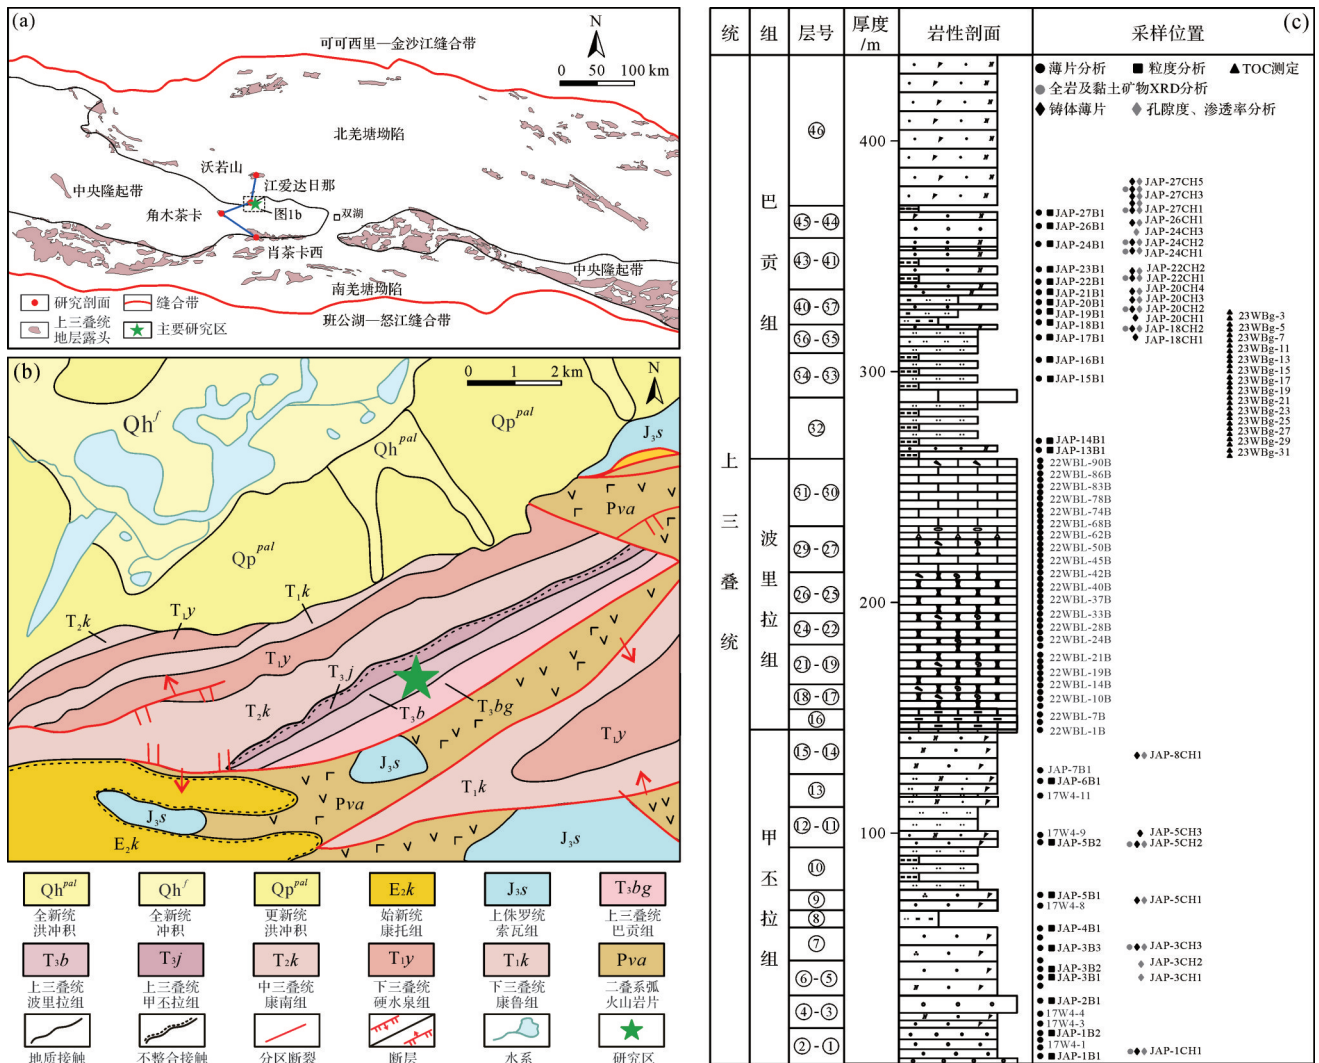 (a)
N
可可西里—金沙江缝合带
0 50 100 km
北羌塘坳陷
沃若山
江爱达日那
中央隆起带
角木茶卡
图1b
双湖
肖茶卡西
中央隆起带
南羌塘坳陷
班公湖—怒江缝合带
研究剖面
缝合带
上三叠统
地层露头
主要研究区
(b)
0 1 2 km
N
Qh^f
Qh^pal
Qp^pal
J₃s
Pva
Qp^pal
T₂k
T₁y
T₁k
T₁y
T₃j
T₂k
T₃b
T₃bg
T₁y
J₃s
T₁k
Pva
J₃s
E₂k
J₃s
Qh^pal
Qh^f
Qp^pal
E₂k
J₃s
T₃bg
全新统
洪冲积
全新统
冲积
更新统
洪冲积
始新统
康托组
上侏罗统
索瓦组
上三叠统
巴贡组
T₃b
T₃j
T₂k
T₁y
T₁k
Pva
上三叠统
波里拉组
上三叠统
甲丕拉组
中三叠统
康南组
下三叠统
硬水泉组
下三叠统
康鲁组
二叠系弧
火山岩片
地质接触
不整合接触
分区断裂
断层
水系
研究区
(c)
统
组
层号
厚度
/m
岩性剖面
采样位置
薄片分析
粒度分析
TOC测定
全岩及黏土矿物XRD分析
铸体薄片
孔隙度、渗透率分析
上三叠统
巴贡组
波里拉组
甲丕拉组
㊻
㊺-㊹
㊸-㊶
㊵-㊲
㊱-㉟
㉞-㉝
㉜
㉛-㉚
㉙-㉗
㉖-㉕
㉔-㉒
㉑-⑲
⑱-⑰
⑯
⑮-⑭
⑬
⑫-⑪
⑩
⑨
⑧
⑦
⑥-⑤
④-③
②-①
400
300
200
100
JAP-27B1
JAP-26B1
JAP-24B1
JAP-23B1
JAP-22B1
JAP-21B1
JAP-20B1
JAP-19B1
JAP-18B1
JAP-17B1
JAP-16B1
JAP-15B1
JAP-14B1
JAP-13B1
22WBL-90B
22WBL-86B
22WBL-83B
22WBL-78B
22WBL-74B
22WBL-68B
22WBL-62B
22WBL-50B
22WBL-45B
22WBL-42B
22WBL-40B
22WBL-37B
22WBL-33B
22WBL-28B
22WBL-24B
22WBL-21B
22WBL-19B
22WBL-14B
22WBL-10B
22WBL-7B
22WBL-1B
JAP-7B1
JAP-6B1
17W4-11
17W4-9
JAP-5B2
JAP-5B1
17W4-8
JAP-4B1
JAP-3B3
JAP-3B2
JAP-3B1
JAP-2B1
17W4-4
17W4-3
JAP-1B2
17W4-1
JAP-1B1
JAP-27CH5
JAP-27CH3
JAP-27CH1
JAP-26CH1
JAP-24CH3
JAP-24CH2
JAP-24CH1
JAP-22CH2
JAP-22CH1
JAP-20CH4
JAP-20CH3
JAP-20CH2
JAP-20CH1
JAP-18CH2
JAP-18CH1
JAP-8CH1
JAP-5CH3
JAP-5CH2
JAP-5CH1
JAP-3CH3
JAP-3CH2
JAP-3CH1
JAP-1CH1
23WBg-3
23WBg-5
23WBg-7
23WBg-11
23WBg-13
23WBg-15
23WBg-17
23WBg-19
23WBg-21
23WBg-23
23WBg-25
23WBg-27
23WBg-29
23WBg-31